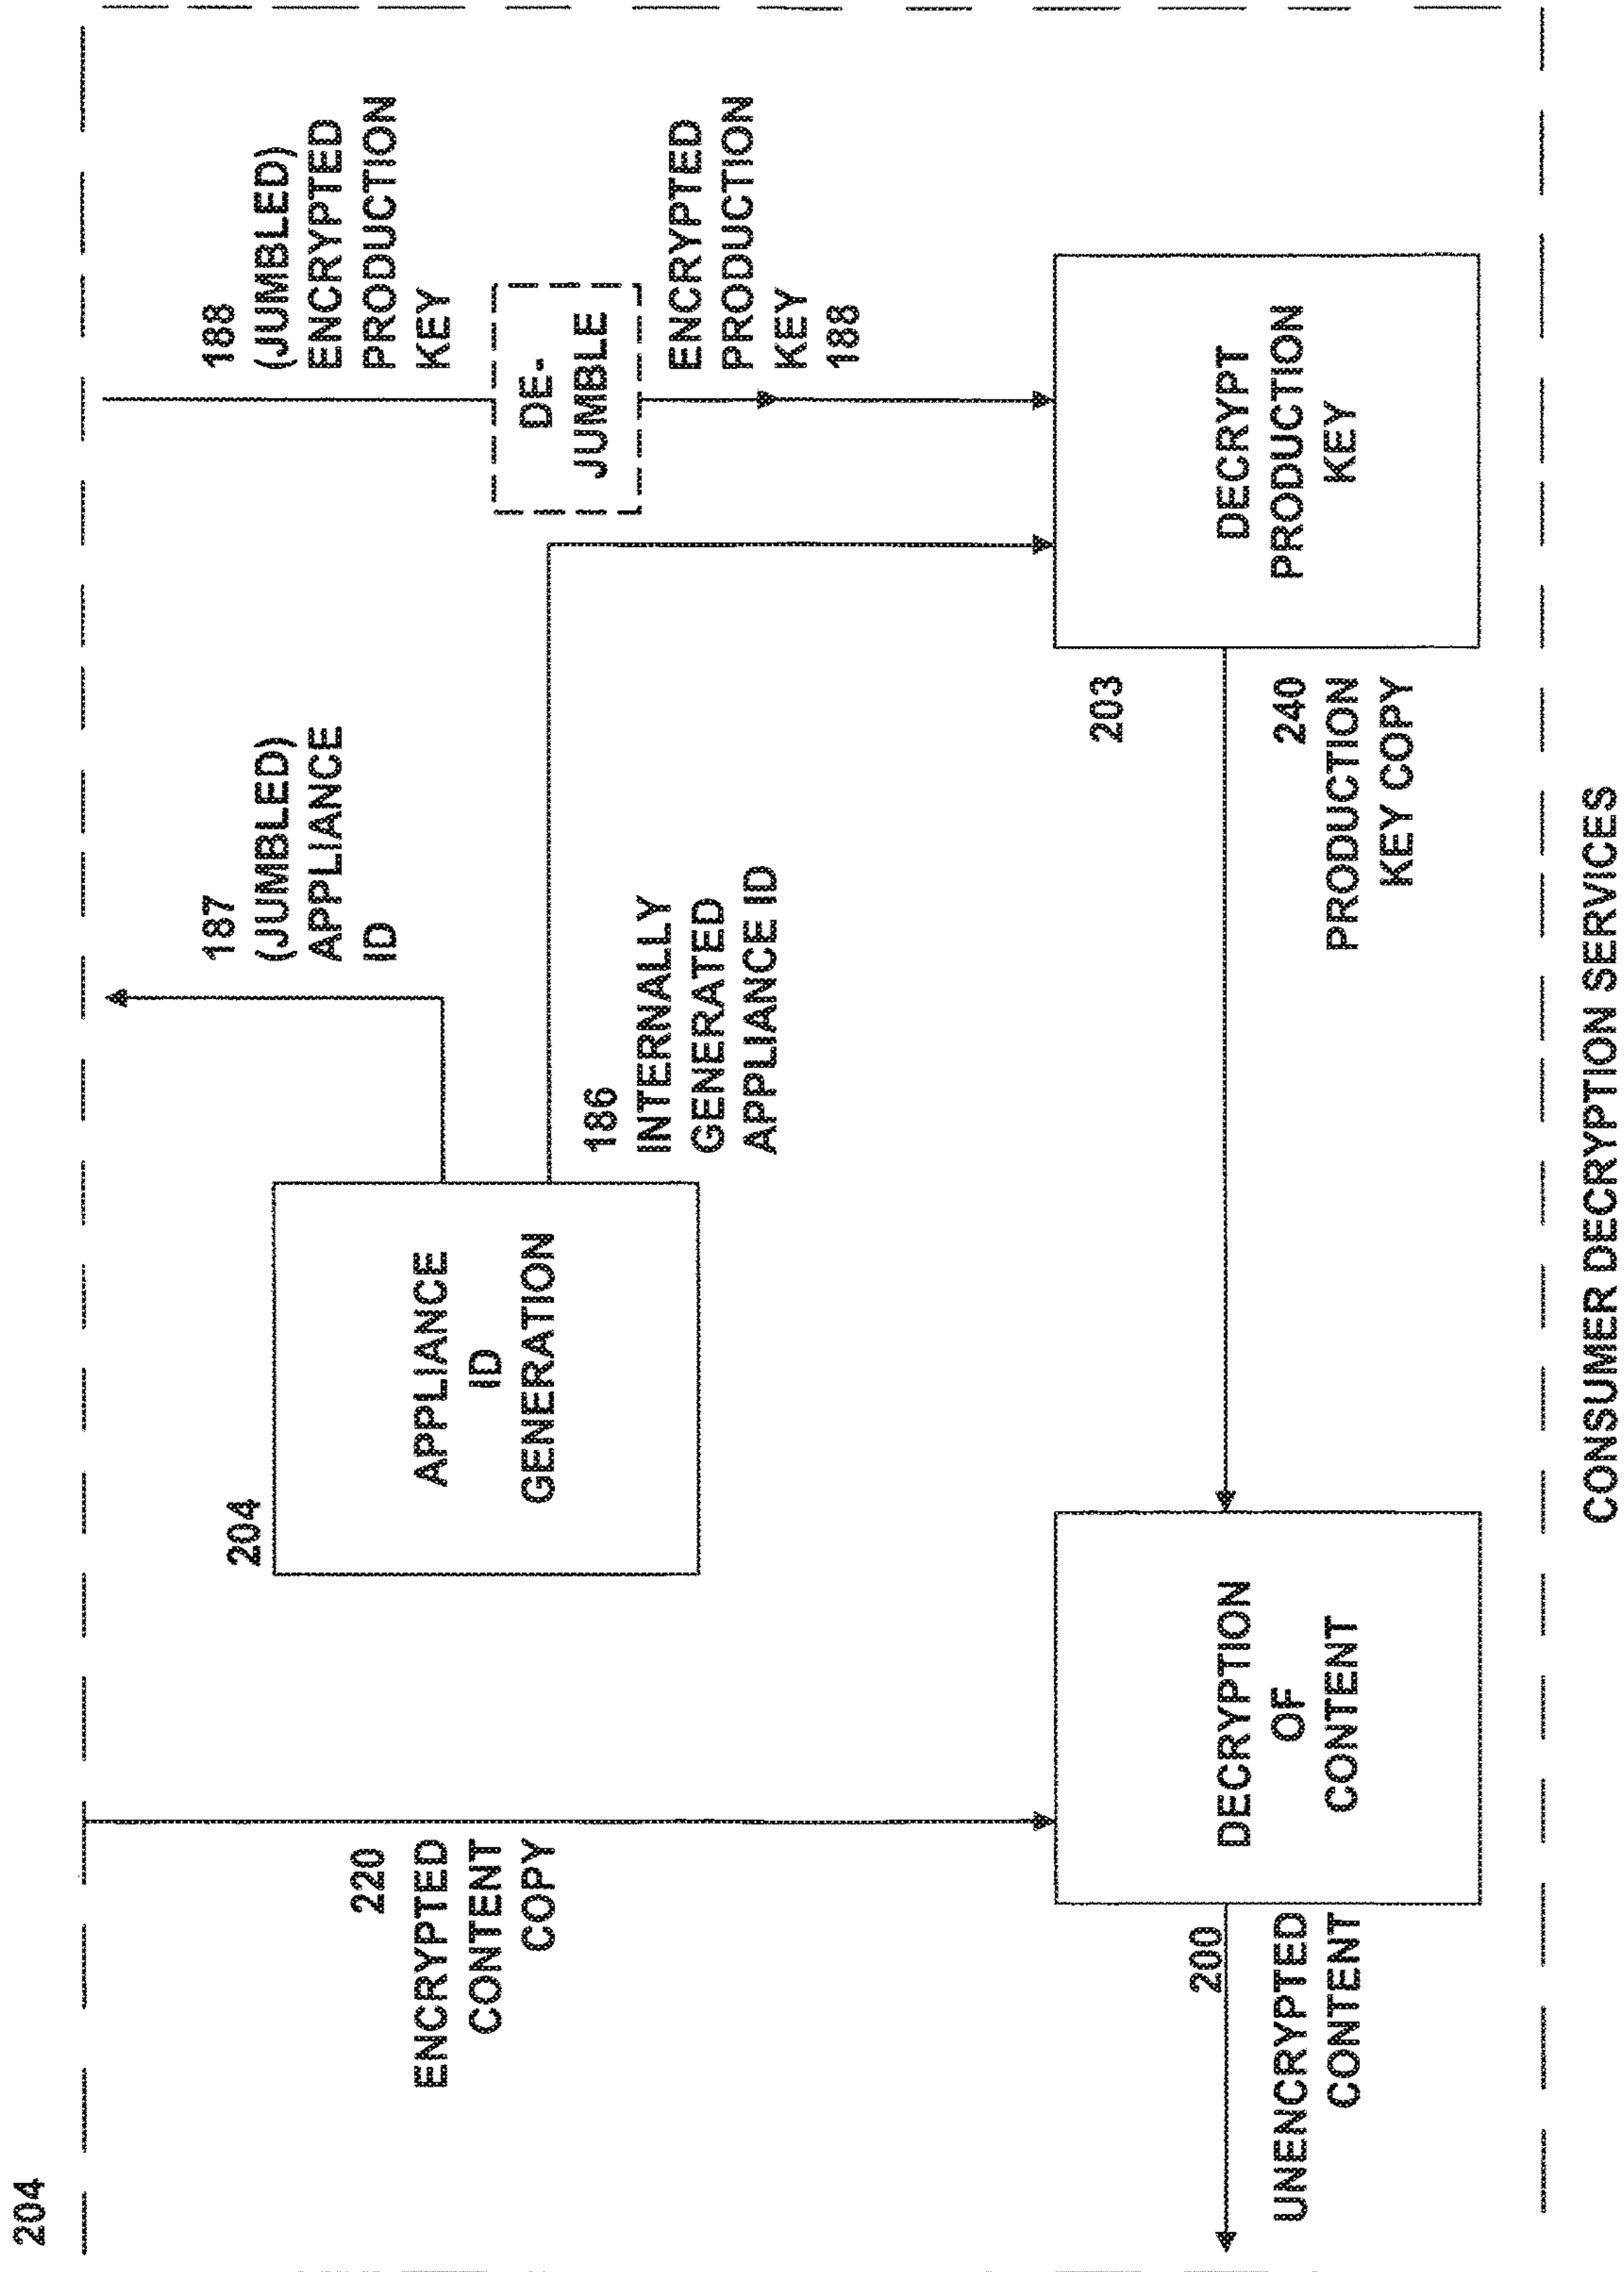 204
188
(JUMBLED)
ENCRYPTED
PRODUCTION
KEY
187
(JUMBLED)
APPLIANCE
ID
204
APPLIANCE
ID
GENERATION
DE-
JUMBLE
186
INTERNALLY
GENERATED
APPLIANCE ID
ENCRYPTED
PRODUCTION
KEY
188
220
ENCRYPTED
CONTENT
COPY
203
DECRYPT
PRODUCTION
KEY
240
PRODUCTION
KEY COPY
DECRYPTION
OF
CONTENT
200
UNENCRYPTED
CONTENT
CONSUMER DECRYPTION SERVICES